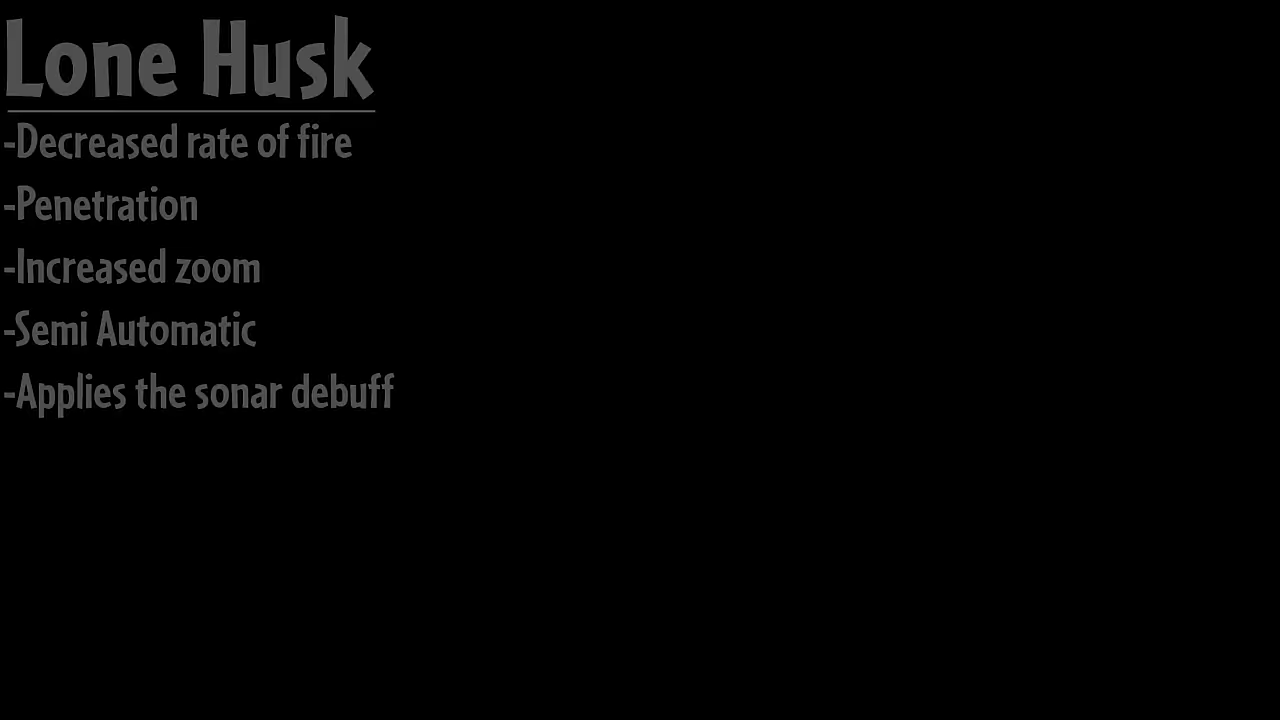 Lone Husk
-Decreased rate of fire
-Penetration
-Increased zoom
-Semi Automatic
-Applies the sonar debuff